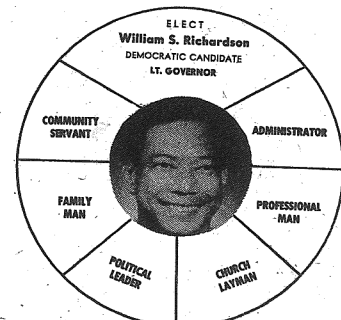 ELECT
William S. Richardson
DEMOCRATIC CANDIDATE
LT. GOVERNOR
COMMUNITY
SERVANT
ADMINISTRATOR
FAMILY
MAN
PROFESSIONAL
MAN
POLITICAL
LEADER
CHURCH
LAYMAN